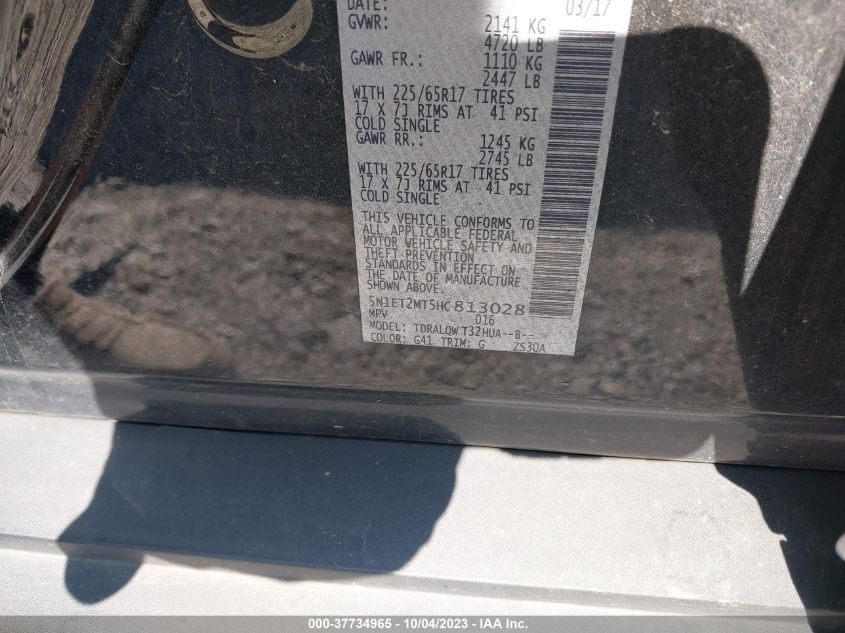 DATE: 03/17
GVWR: 2141 KG
4720 LB
GAWR FR.: 1110 KG
2447 LB
WITH 225/65R17 TIRES
17 X 7J RIMS AT 41 PSI
COLD SINGLE
GAWR RR.: 1245 KG
2745 LB
WITH 225/65R17 TIRES
17 X 7J RIMS AT 41 PSI
COLD SINGLE
THIS VEHICLE CONFORMS TO
ALL APPLICABLE FEDERAL
MOTOR VEHICLE SAFETY AND
THEFT PREVENTION
STANDARDS IN EFFECT ON
THE DATE OF MANUFACTURE
SHOWN ABOVE.
5N1ET2MT5HC813028
MPV 016
MODEL: TDRALQW T32HUA--B--
COLOR: G41 TRIM: G ZS30A
000-37734965 - 10/04/2023 - IAA Inc.